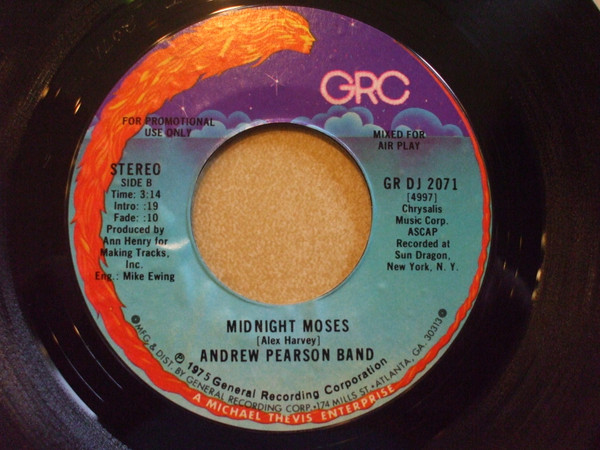 GRC
FOR PROMOTIONAL
USE ONLY
MIXED FOR
AIR PLAY
STEREO
SIDE B
Time: 3:14
Intro: :19
Fade: :10
Produced by
Ann Henry for
Making Tracks,
Inc.
Eng.: Mike Ewing
GR DJ 2071
[4997]
Chrysalis
Music Corp.
ASCAP
Recorded at
Sun Dragon,
New York, N. Y.
MIDNIGHT MOSES
[Alex Harvey]
ANDREW PEARSON BAND
℗ 1975 General Recording Corporation
MFG. & DIST. BY GENERAL RECORDING CORP. • 174 MILLS ST. • ATLANTA, GA. 30313
A MICHAEL THEVIS ENTERPRISE